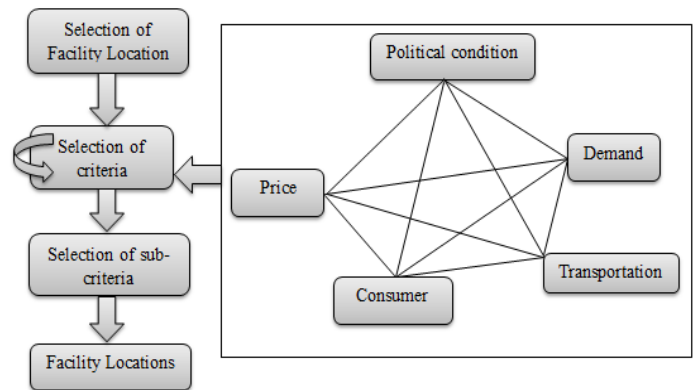 Selection of
Facility Location
Selection of
criteria
Selection of sub-
criteria
Facility Locations
Political condition
Demand
Price
Transportation
Consumer